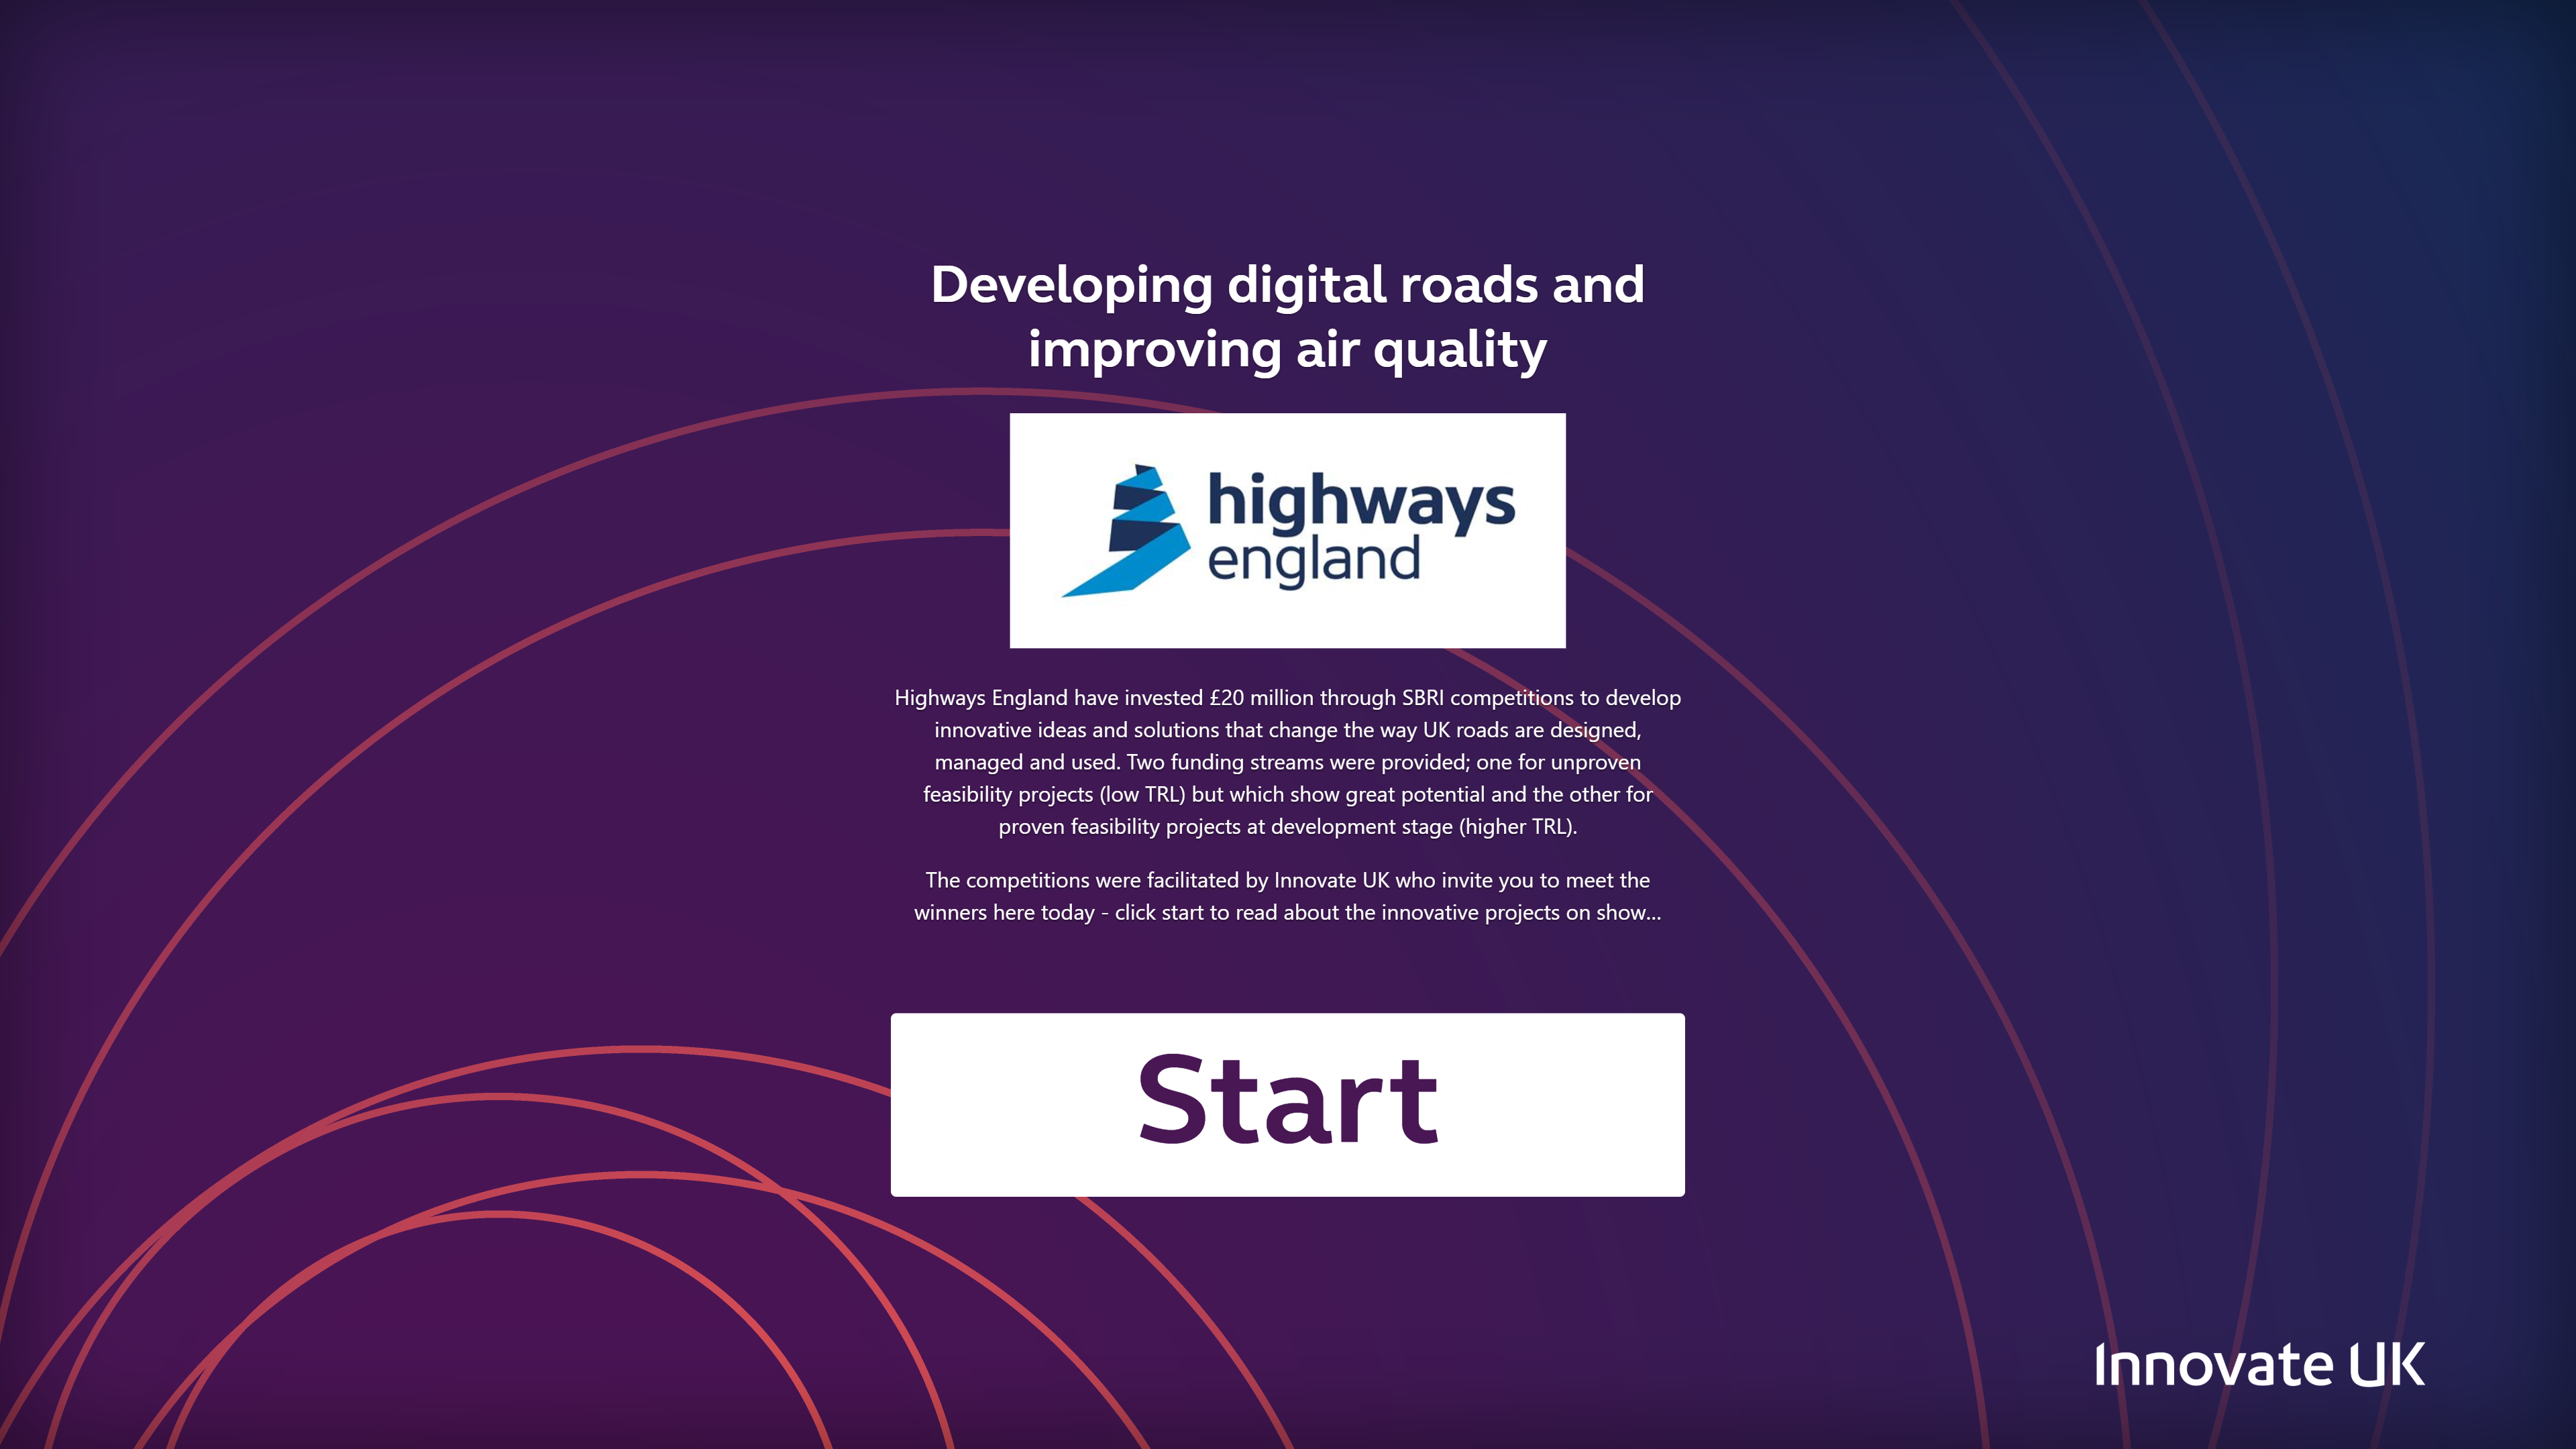 Developing digital roads and
improving air quality
highways
england
Highways England have invested £20 million through SBRI competitions to develop
innovative ideas and solutions that change the way UK roads are designed,
managed and used. Two funding streams were provided; one for unproven
feasibility projects (low TRL) but which show great potential and the other for
proven feasibility projects at development stage (higher TRL).
The competitions were facilitated by Innovate UK who invite you to meet the
winners here today - click start to read about the innovative projects on show...
Start
Innovate UK